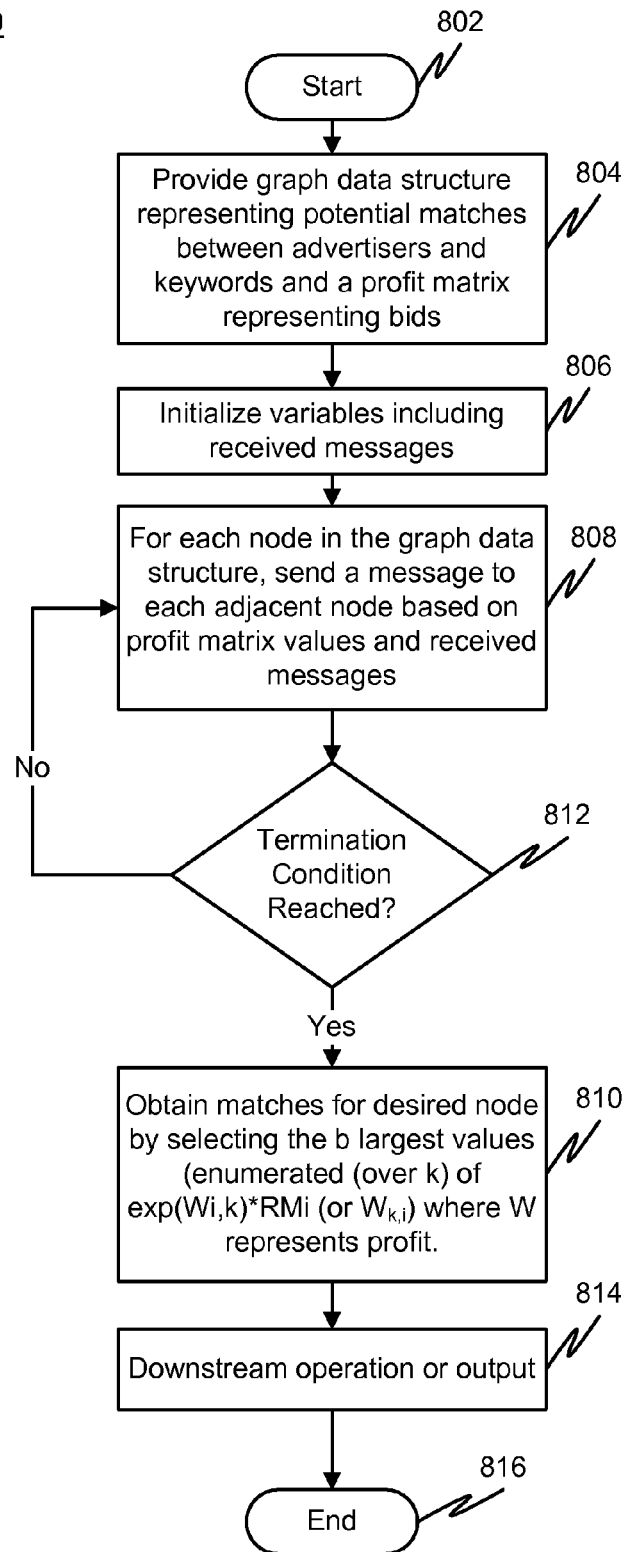 802
Start
804
Provide graph data structure
representing potential matches
between advertisers and
keywords and a profit matrix
representing bids
806
Initialize variables including
received messages
808
For each node in the graph data
structure, send a message to
each adjacent node based on
profit matrix values and received
messages
No
812
Termination
Condition
Reached?
Yes
810
Obtain matches for desired node
by selecting the b largest values
(enumerated (over k) of
exp(Wi,k)*RMi (or Wk,i) where W
represents profit.
814
Downstream operation or output
816
End